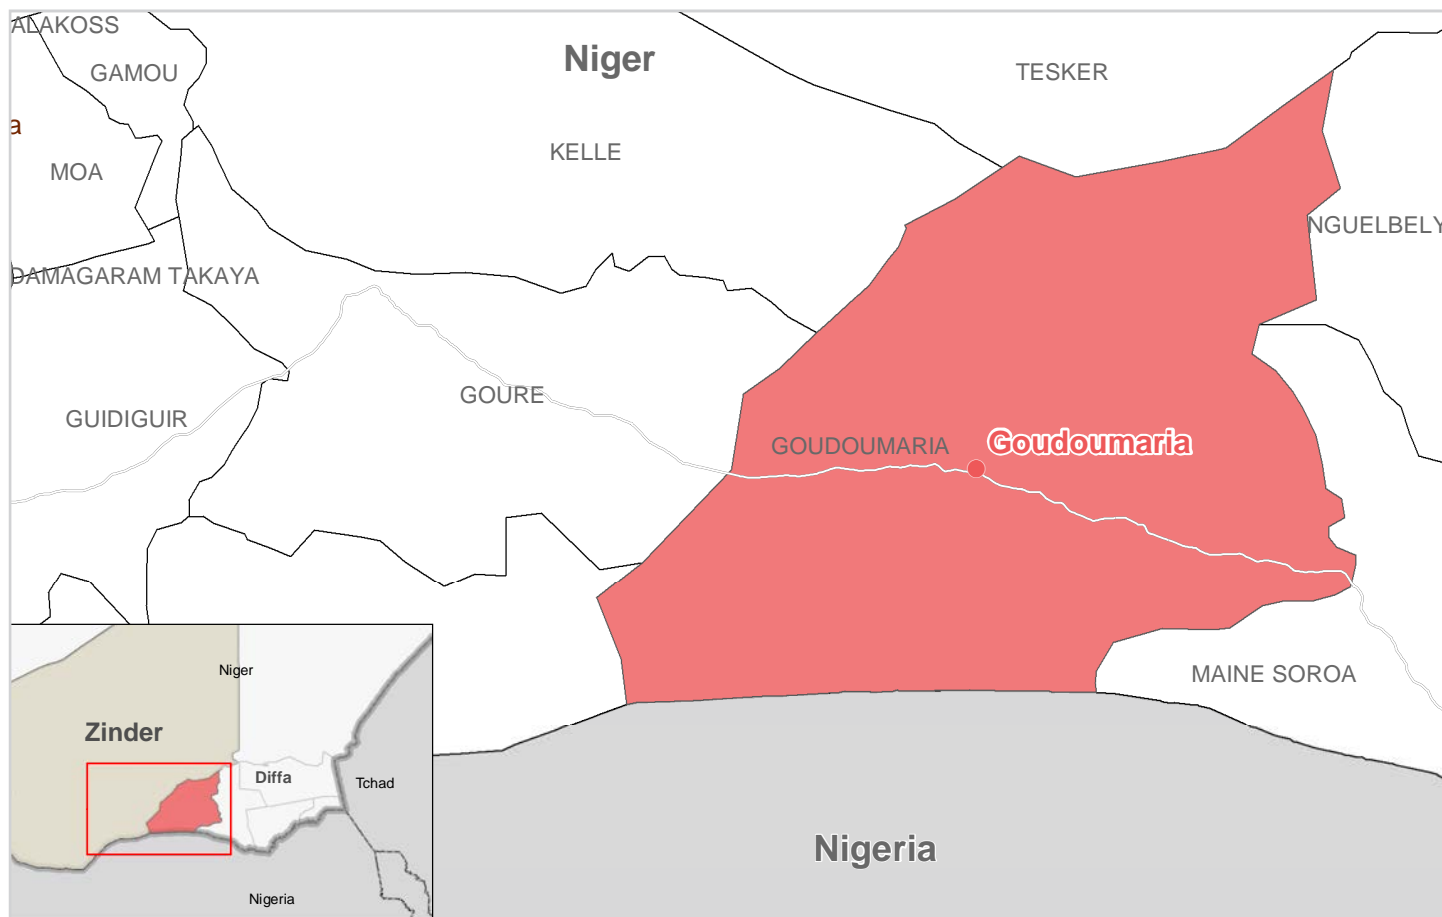 ALAKOSS
Niger
GAMOU
TESKER
a
KELLE
MOA
NGUELBELY
DAMAGARAM TAKAYA
GOURE
GUIDIGUIR
GOUDOUMARIA
Goudoumaria
MAINE SOROA
Niger
Zinder
Diffa
Tchad
Nigeria
Nigeria